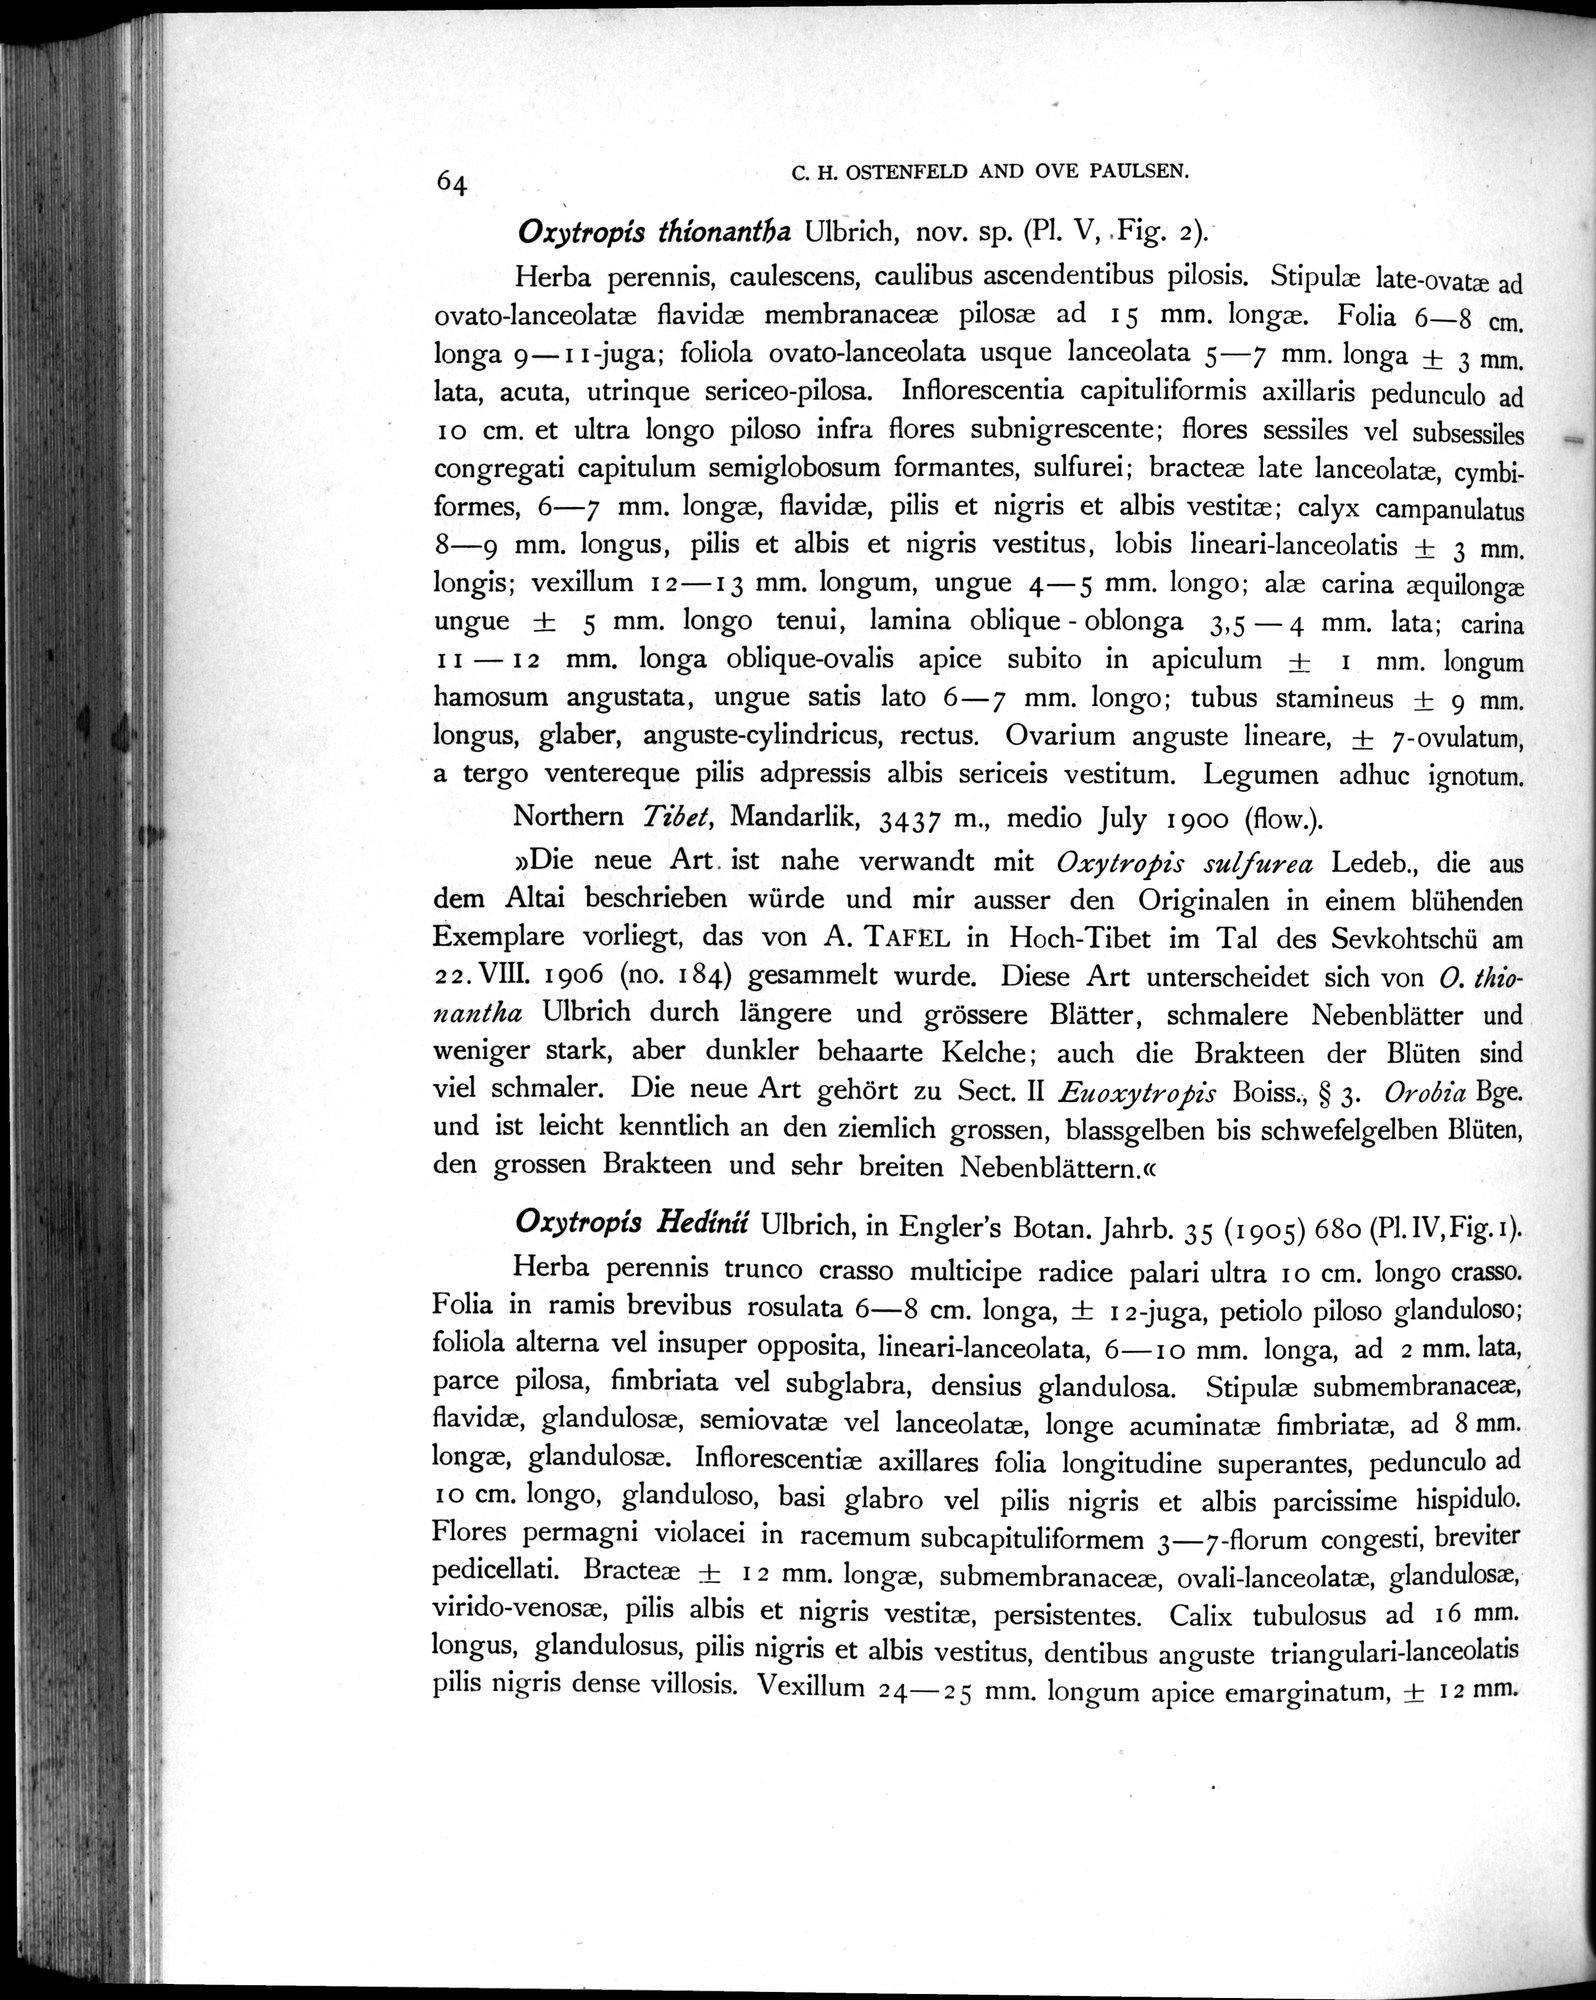 64
C. H. OSTENFELD AND OVE PAULSEN.
Oxytropis thionantha Ulbrich, nov. sp. (Pl. V, Fig. 2).
Herba perennis, caulescens, caulibus ascendentibus pilosis. Stipulæ late-ovatæ ad
ovato-lanceolatæ flavidæ membranaceæ pilosæ ad 15 mm. longæ. Folia 6—8 cm.
longa 9—11-juga; foliola ovato-lanceolata usque lanceolata 5—7 mm. longa ± 3 mm.
lata, acuta, utrinque sericeo-pilosa. Inflorescentia capituliformis axillaris pedunculo ad
10 cm. et ultra longo piloso infra flores subnigrescente; flores sessiles vel subsessiles
congregati capitulum semiglobosum formantes, sulfurei; bracteæ late lanceolatæ, cymbi-
formes, 6—7 mm. longæ, flavidæ, pilis et nigris et albis vestitæ; calyx campanulatus
8—9 mm. longus, pilis et albis et nigris vestitus, lobis lineari-lanceolatis ± 3 mm.
longis; vexillum 12—13 mm. longum, ungue 4—5 mm. longo; alæ carina æquilongæ
ungue ± 5 mm. longo tenui, lamina oblique-oblonga 3,5—4 mm. lata; carina
11—12 mm. longa oblique-ovalis apice subito in apiculum ± 1 mm. longum
hamosum angustata, ungue satis lato 6—7 mm. longo; tubus stamineus ± 9 mm.
longus, glaber, anguste-cylindricus, rectus. Ovarium anguste lineare, ± 7-ovulatum,
a tergo ventereque pilis adpressis albis sericeis vestitum. Legumen adhuc ignotum.
Northern Tibet, Mandarlik, 3437 m., medio July 1900 (flow.).
»Die neue Art ist nahe verwandt mit Oxytropis sulfurea Ledeb., die aus
dem Altai beschrieben würde und mir ausser den Originalen in einem blühenden
Exemplare vorliegt, das von A. TAFEL in Hoch-Tibet im Tal des Sevkohtschü am
22. VIII. 1906 (no. 184) gesammelt wurde. Diese Art unterscheidet sich von O. thio-
nantha Ulbrich durch längere und grössere Blätter, schmalere Nebenblätter und
weniger stark, aber dunkler behaarte Kelche; auch die Brakteen der Blüten sind
viel schmaler. Die neue Art gehört zu Sect. II Euoxytropis Boiss., § 3. Orobia Bge.
und ist leicht kenntlich an den ziemlich grossen, blassgelben bis schwefelgelben Blüten,
den grossen Brakteen und sehr breiten Nebenblättern.«
Oxytropis Hedinii Ulbrich, in Engler's Botan. Jahrb. 35 (1905) 680 (Pl. IV, Fig. 1).
Herba perennis trunco crasso multicipe radice palari ultra 10 cm. longo crasso.
Folia in ramis brevibus rosulata 6—8 cm. longa, ± 12-juga, petiolo piloso glanduloso;
foliola alterna vel insuper opposita, lineari-lanceolata, 6—10 mm. longa, ad 2 mm. lata,
parce pilosa, fimbriata vel subglabra, densius glandulosa. Stipulæ submembranaceæ,
flavidæ, glandulosæ, semiovatæ vel lanceolatæ, longe acuminatæ fimbriatæ, ad 8 mm.
longæ, glandulosæ. Inflorescentiæ axillares folia longitudine superantes, pedunculo ad
10 cm. longo, glanduloso, basi glabro vel pilis nigris et albis parcissime hispidulo.
Flores permagni violacei in racemum subcapituliformem 3—7-florum congesti, breviter
pedicellati. Bracteæ ± 12 mm. longæ, submembranaceæ, ovali-lanceolatæ, glandulosæ,
virido-venosæ, pilis albis et nigris vestitæ, persistentes. Calix tubulosus ad 16 mm.
longus, glandulosus, pilis nigris et albis vestitus, dentibus anguste triangulari-lanceolatis
pilis nigris dense villosis. Vexillum 24—25 mm. longum apice emarginatum, ± 12 mm.